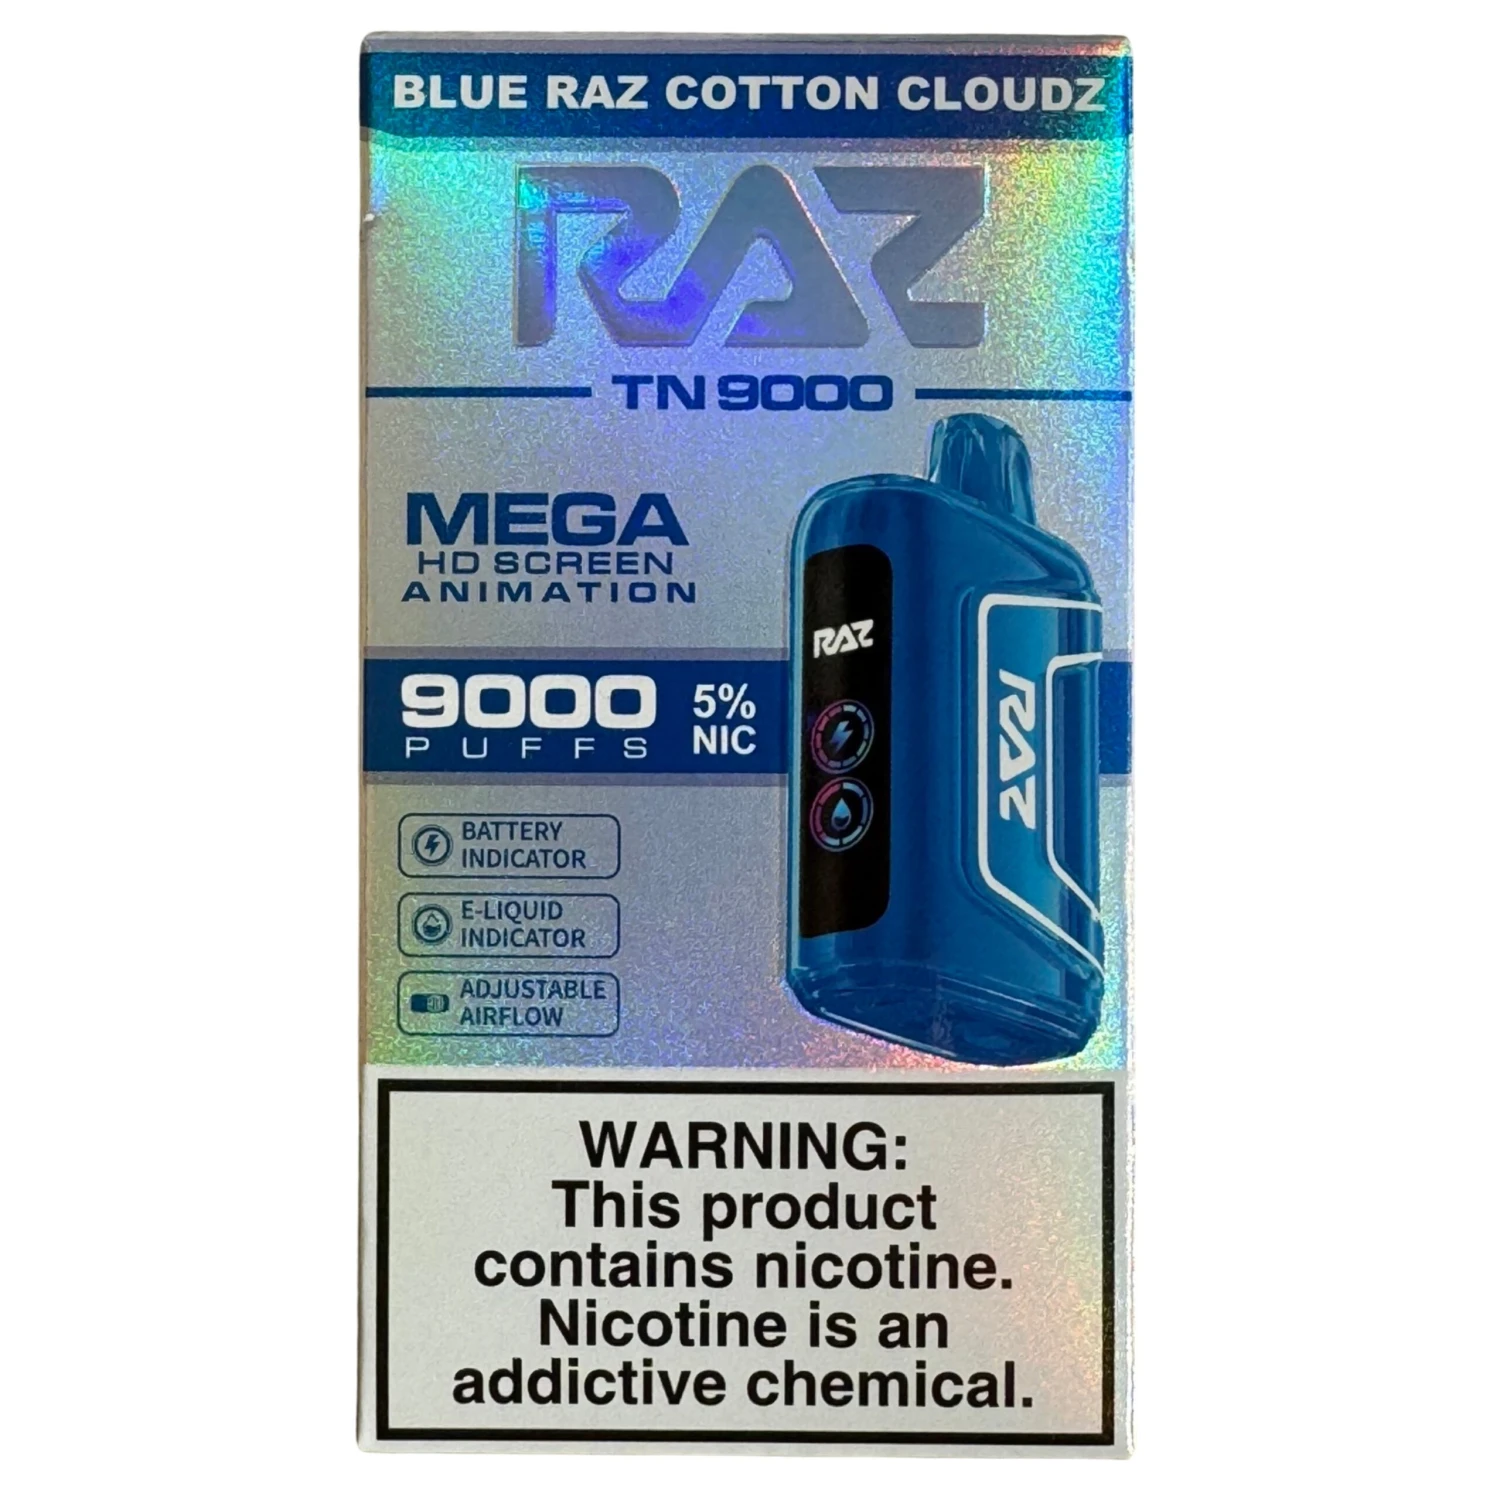 BLUE RAZ COTTON CLOUDZ
RAZ
TN 9000
MEGA
HD SCREEN
ANIMATION
9000
PUFFS
5%
NIC
RAZ
RAZ
BATTERY
INDICATOR
E-LIQUID
INDICATOR
ADJUSTABLE
AIRFLOW
WARNING:
This product
contains nicotine.
Nicotine is an
addictive chemical.